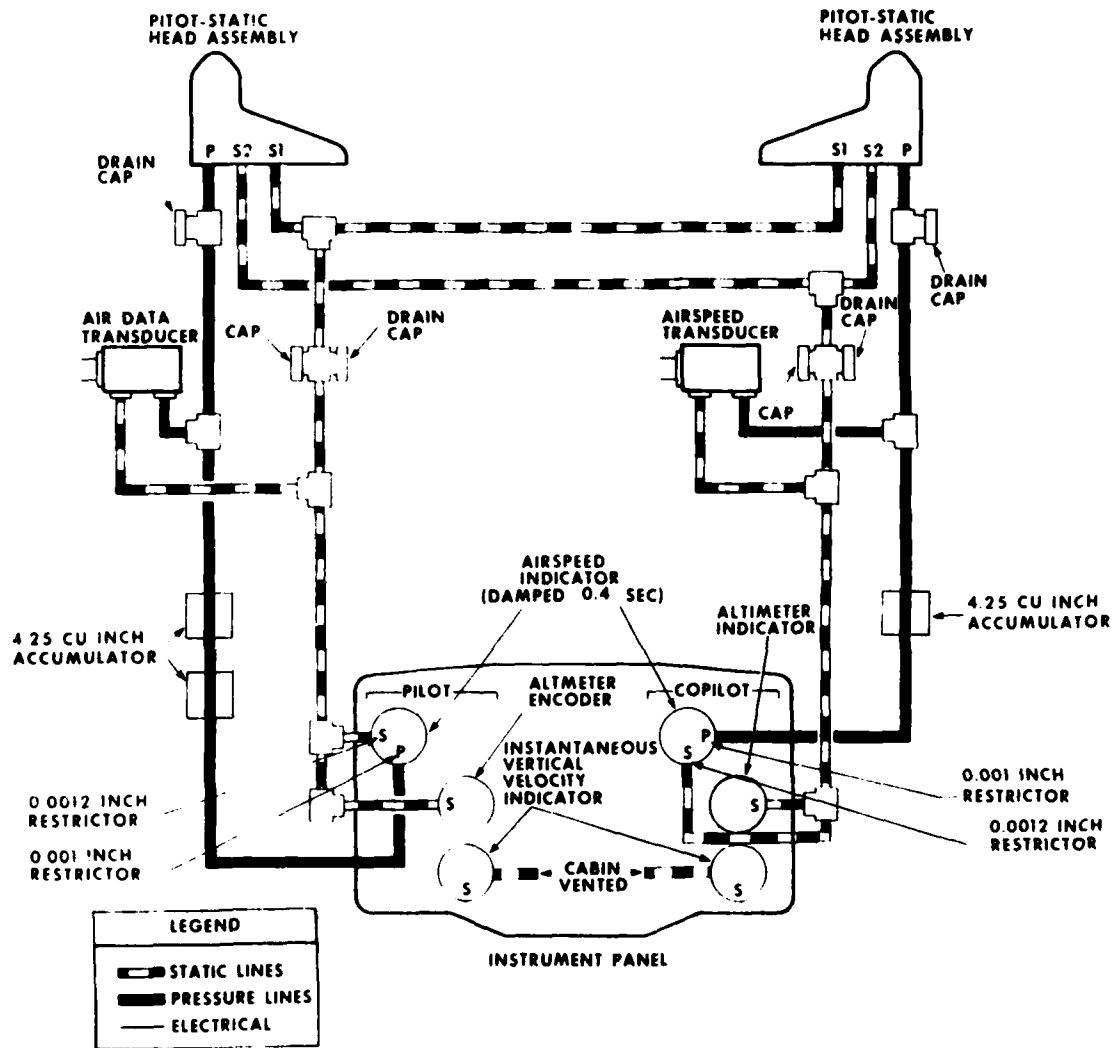 PITOT-STATIC
HEAD ASSEMBLY
PITOT-STATIC
HEAD ASSEMBLY
P S2 S1
S1 S2 P
DRAIN
CAP
DRAIN
CAP
AIR DATA
TRANSDUCER
CAP
DRAIN
CAP
AIRSPEED
TRANSDUCER
DRAIN
CAP
CAP
AIRSPEED
INDICATOR
(DAMPED 0.4 SEC)
ALTIMETER
INDICATOR
4.25 CU INCH
ACCUMULATOR
4.25 CU INCH
ACCUMULATOR
PILOT
ALTMETER
ENCODER
COPILOT
S
P
P
S
INSTANTANEOUS
VERTICAL
VELOCITY
INDICATOR
S
S
0.0012 INCH
RESTRICTOR
0.001 INCH
RESTRICTOR
0.001 INCH
RESTRICTOR
0.0012 INCH
RESTRICTOR
S
CABIN
VENTED
S
INSTRUMENT PANEL
LEGEND
STATIC LINES
PRESSURE LINES
ELECTRICAL